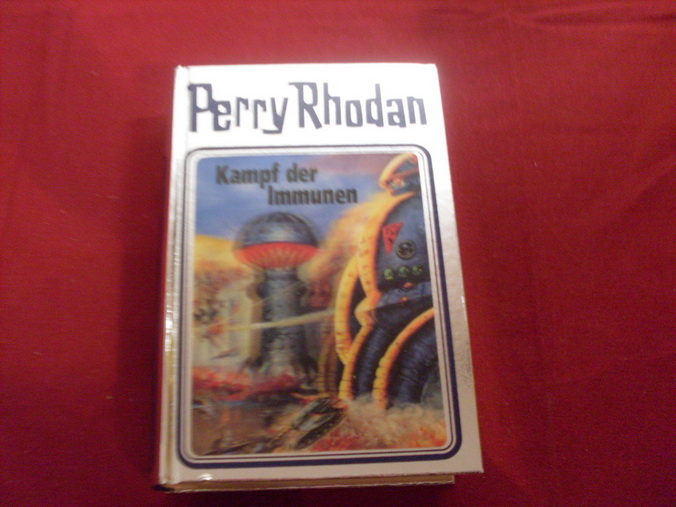 Perry Rhodan
Kampf der
Immunen